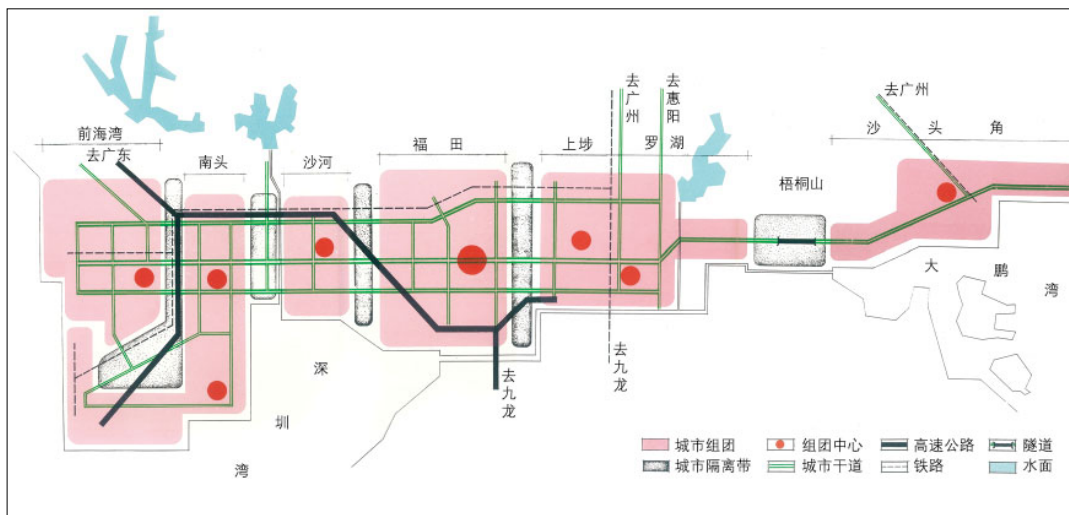 前海湾
去广东
南头
沙河
福田
上埗
罗湖
去广州
去惠阳
梧桐山
去广州
沙头角
大鹏湾
深圳湾
去九龙
去九龙
城市组团
组团中心
高速公路
隧道
城市隔离带
城市干道
铁路
水面